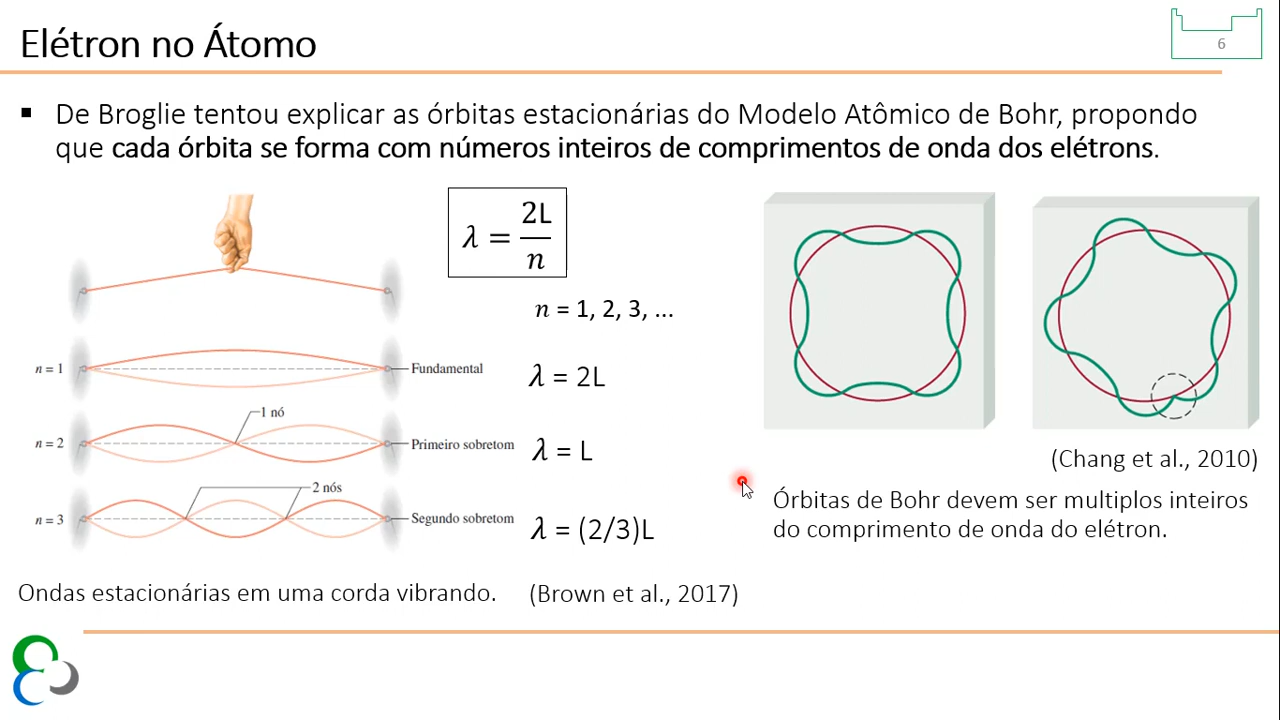 Elétron no Átomo
6
▪ De Broglie tentou explicar as órbitas estacionárias do Modelo Atômico de Bohr, propondo
que cada órbita se forma com números inteiros de comprimentos de onda dos elétrons.
λ = 2L/n
n = 1, 2, 3, ...
n = 1
Fundamental
λ = 2L
1 nó
n = 2
Primeiro sobretom
λ = L
2 nós
n = 3
Segundo sobretom
λ = (2/3)L
Ondas estacionárias em uma corda vibrando.
(Brown et al., 2017)
(Chang et al., 2010)
Órbitas de Bohr devem ser multiplos inteiros
do comprimento de onda do elétron.